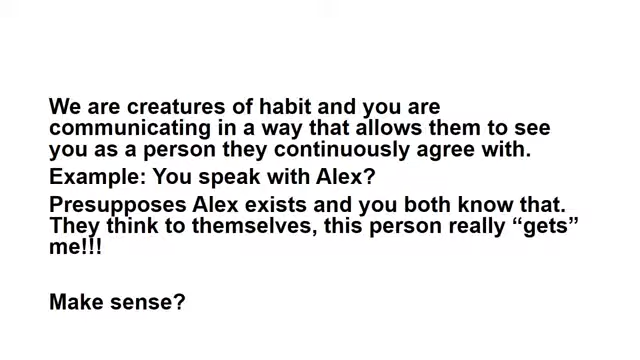 We are creatures of habit and you are
communicating in a way that allows them to see
you as a person they continuously agree with.
Example: You speak with Alex?
Presupposes Alex exists and you both know that.
They think to themselves, this person really “gets”
me!!!
Make sense?